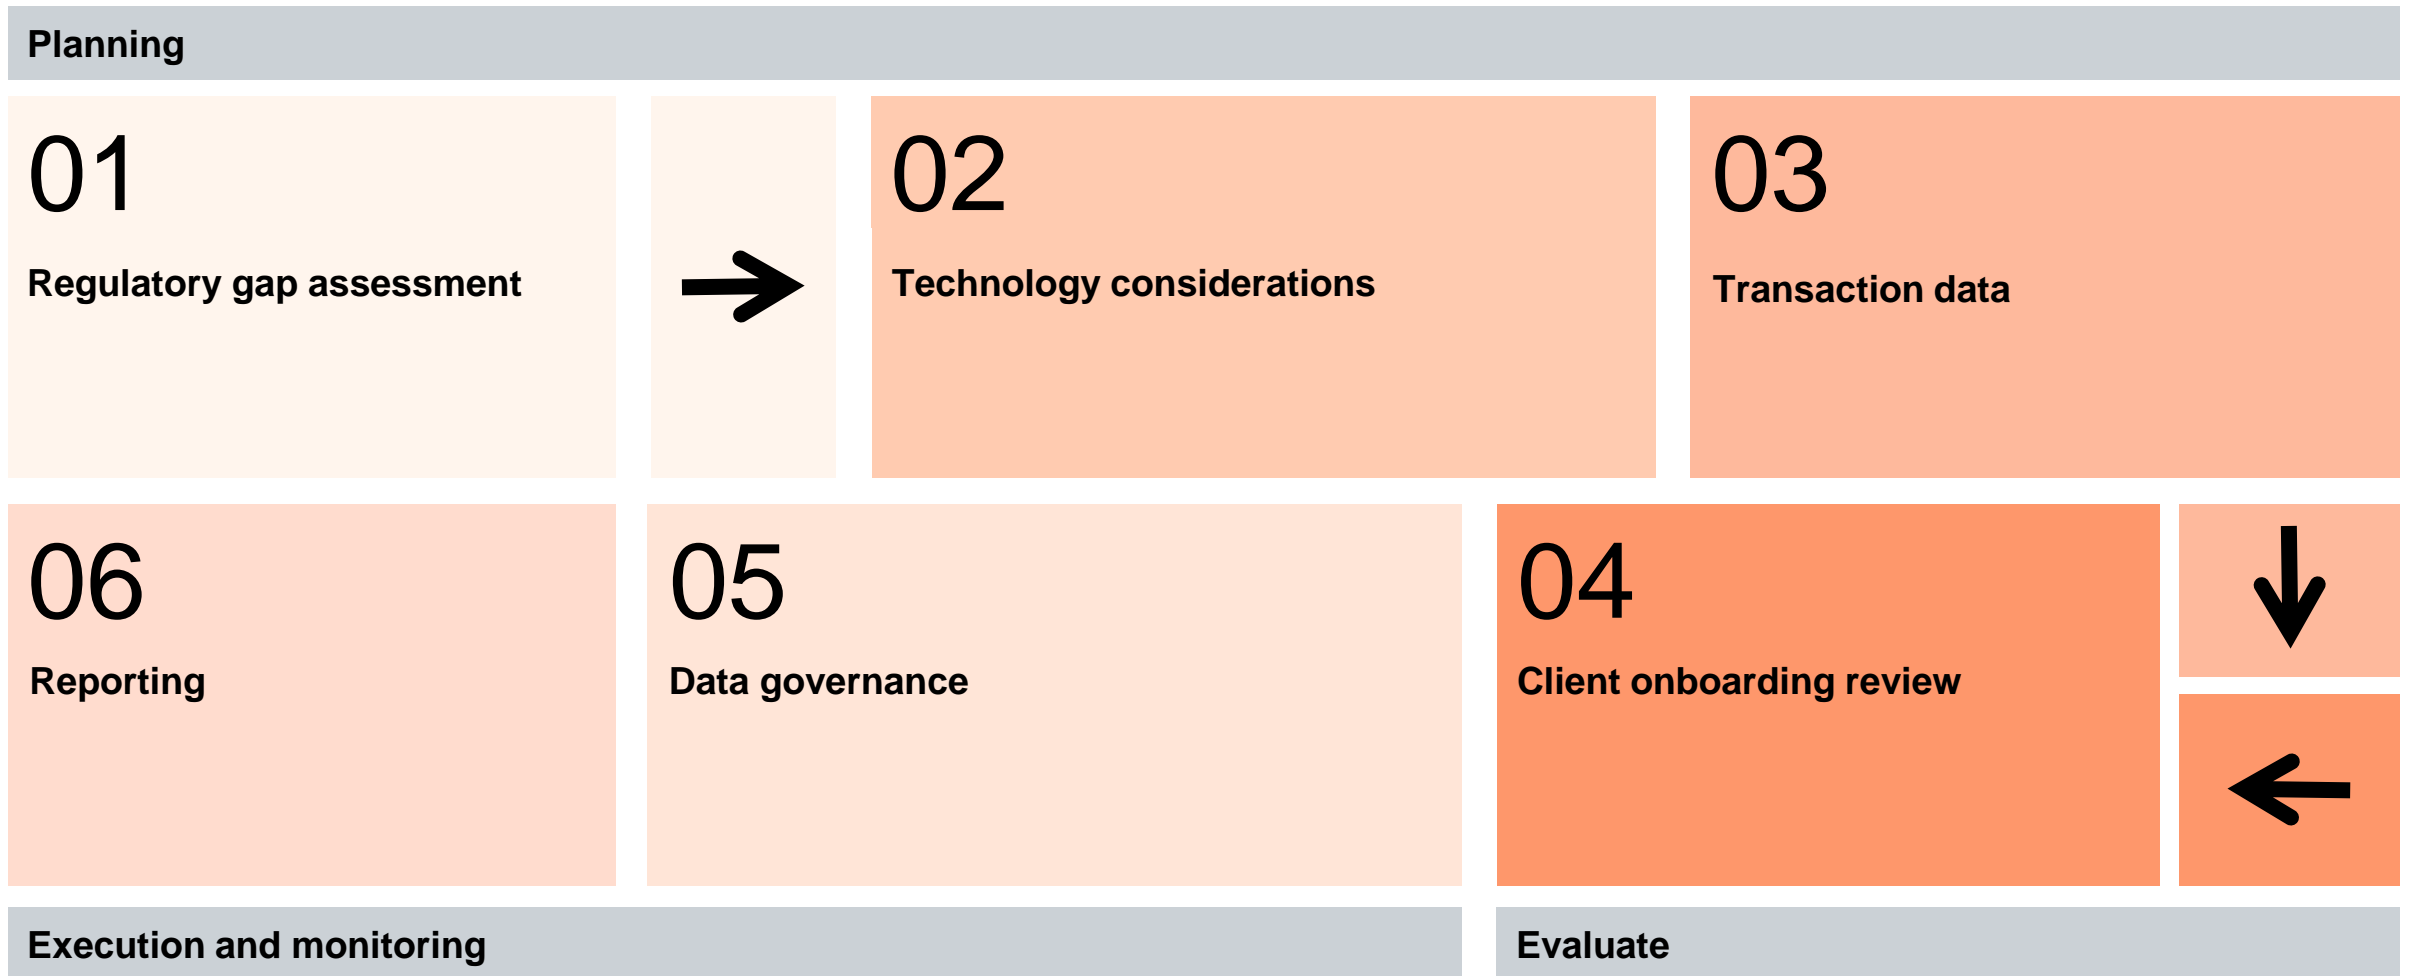 Planning
01
Regulatory gap assessment
02
Technology considerations
03
Transaction data
06
Reporting
05
Data governance
04
Client onboarding review
Execution and monitoring
Evaluate